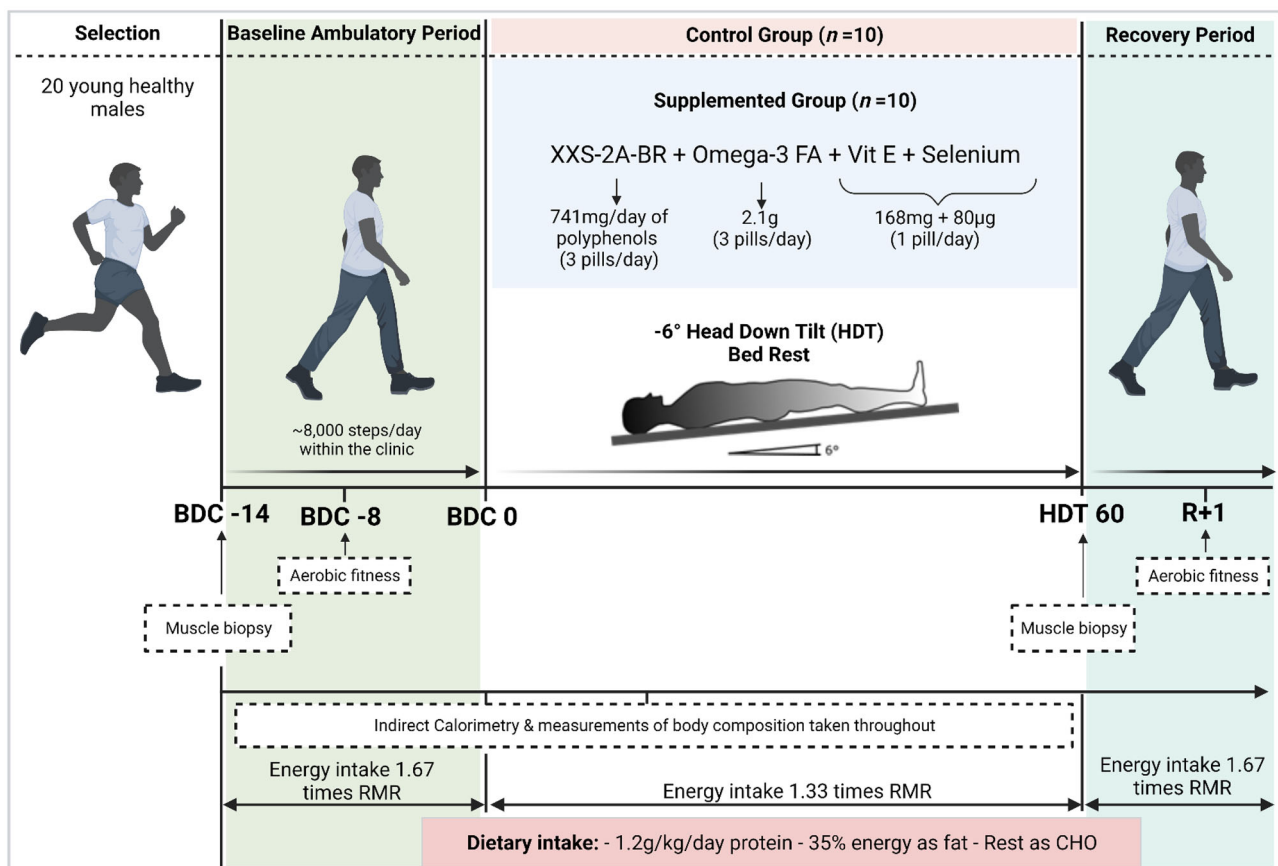 Selection
Baseline Ambulatory Period
Control Group (n =10)
Recovery Period
20 young healthy
males
Supplemented Group (n =10)
XXS-2A-BR + Omega-3 FA + Vit E + Selenium
741mg/day of
polyphenols
(3 pills/day)
2.1g
(3 pills/day)
168mg + 80µg
(1 pill/day)
-6° Head Down Tilt (HDT)
Bed Rest
6°
~8,000 steps/day
within the clinic
BDC -14
BDC -8
BDC 0
HDT 60
R+1
Aerobic fitness
Aerobic fitness
Muscle biopsy
Muscle biopsy
Indirect Calorimetry & measurements of body composition taken throughout
Energy intake 1.67
times RMR
Energy intake 1.33 times RMR
Energy intake 1.67
times RMR
Dietary intake: - 1.2g/kg/day protein - 35% energy as fat - Rest as CHO